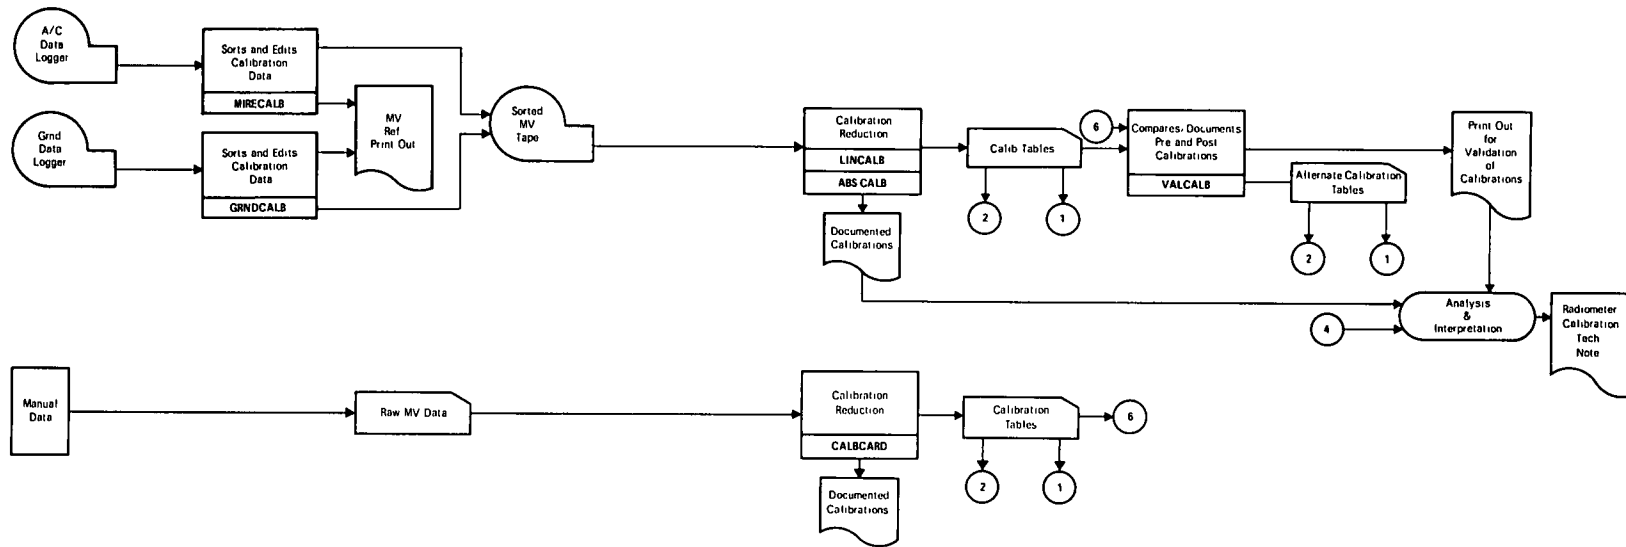 A/C
Data
Logger
Sorts and Edits
Calibration
Data
MIRECALB
MV
Ref
Print Out
Grnd
Data
Logger
Sorts and Edits
Calibration
Data
GRNDCALB
Sorted
MV
Tape
Calibration
Reduction
LINCALB
ABS CALB
Documented
Calibrations
Calib Tables
2
1
6
Compares, Documents
Pre and Post
Calibrations
VALCALB
Alternate Calibration
Tables
2
1
Print Out
for
Validation
of
Calibrations
4
Analysis
&
Interpretation
Radiometer
Calibration
Tech
Note
Manual
Data
Raw MV Data
Calibration
Reduction
CALBCARD
Documented
Calibrations
Calibration
Tables
6
2
1